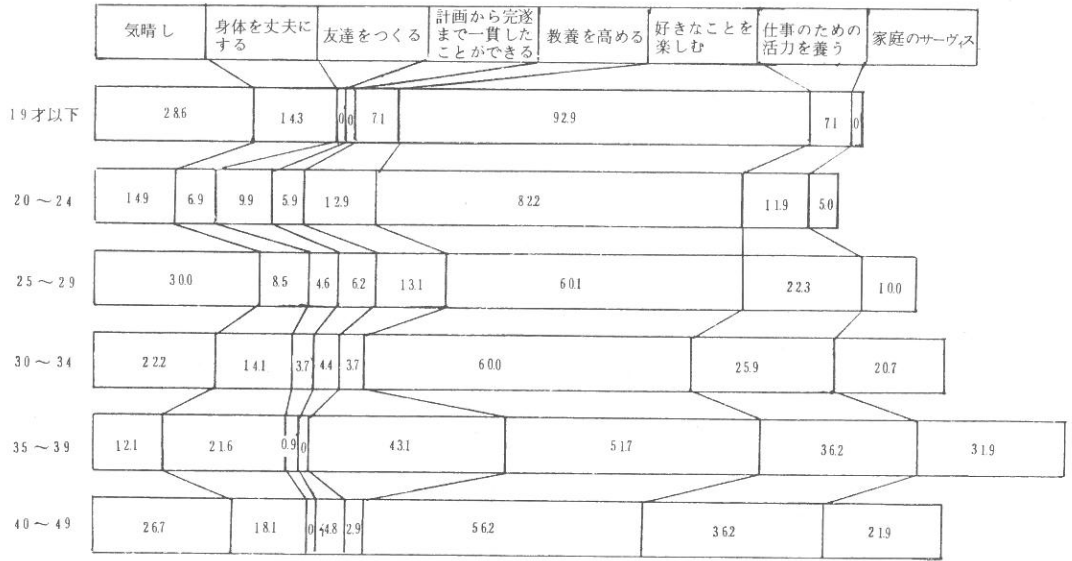 気晴し
身体を丈夫に
する
友達をつくる
計画から完遂
まで一貫した
ことができる
教養を高める
好きなことを
楽しむ
仕事のための
活力を養う
家庭のサーヴィス
19才以下 28.6 14.3 0 0 7.1 92.9 7.1 0
20～24 14.9 6.9 9.9 5.9 12.9 82.2 11.9 5.0
25～29 30.0 8.5 4.6 6.2 13.1 60.1 22.3 10.0
30～34 22.2 14.1 3.7 4.4 3.7 60.0 25.9 20.7
35～39 12.1 21.6 0.9 0 43.1 51.7 36.2 31.9
40～49 26.7 18.1 0 4.8 2.9 56.2 36.2 21.9